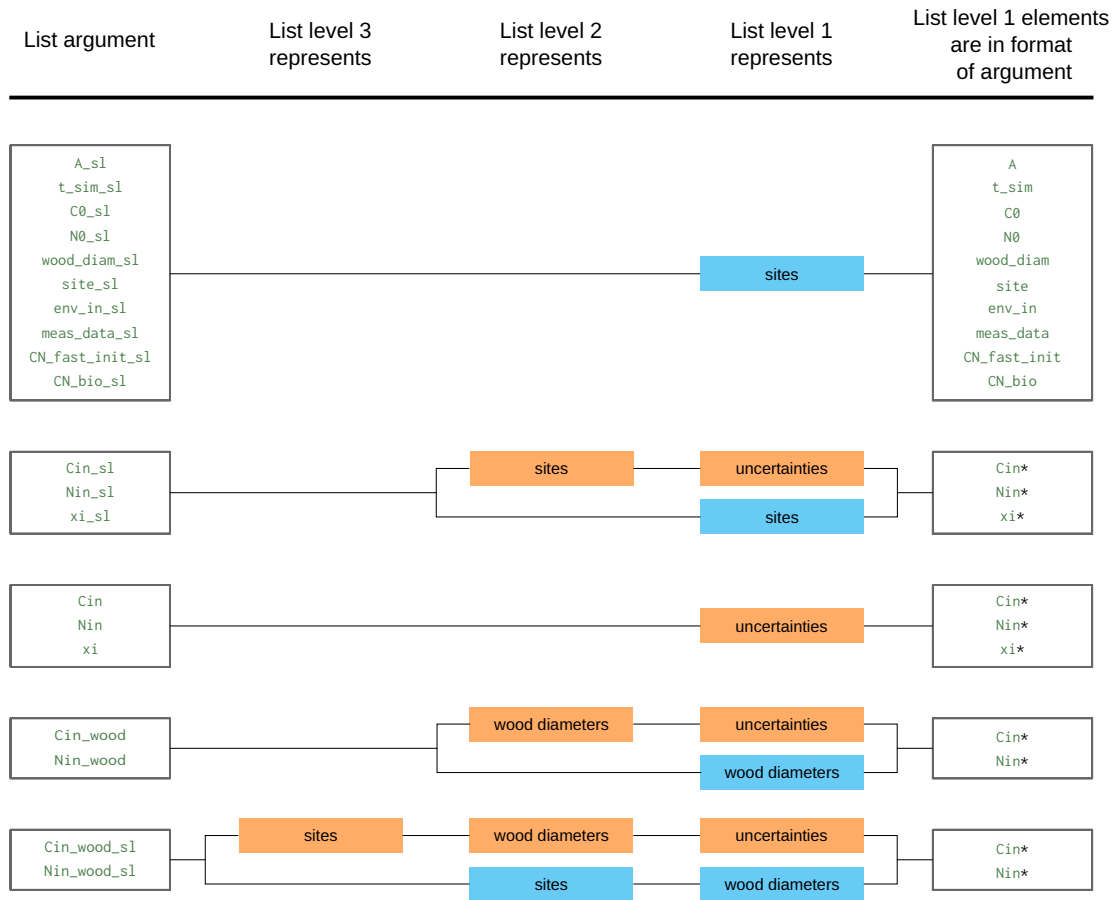 List argument
List level 3
represents
List level 2
represents
List level 1
represents
List level 1 elements
are in format
of argument
A_sl
t_sim_sl
C0_sl
N0_sl
wood_diam_sl
site_sl
env_in_sl
meas_data_sl
CN_fast_init_sl
CN_bio_sl
sites
A
t_sim
C0
N0
wood_diam
site
env_in
meas_data
CN_fast_init
CN_bio
Cin_sl
Nin_sl
xi_sl
sites
uncertainties
sites
Cin*
Nin*
xi*
Cin
Nin
xi
uncertainties
Cin*
Nin*
xi*
Cin_wood
Nin_wood
wood diameters
uncertainties
wood diameters
Cin*
Nin*
Cin_wood_sl
Nin_wood_sl
sites
wood diameters
uncertainties
sites
wood diameters
Cin*
Nin*